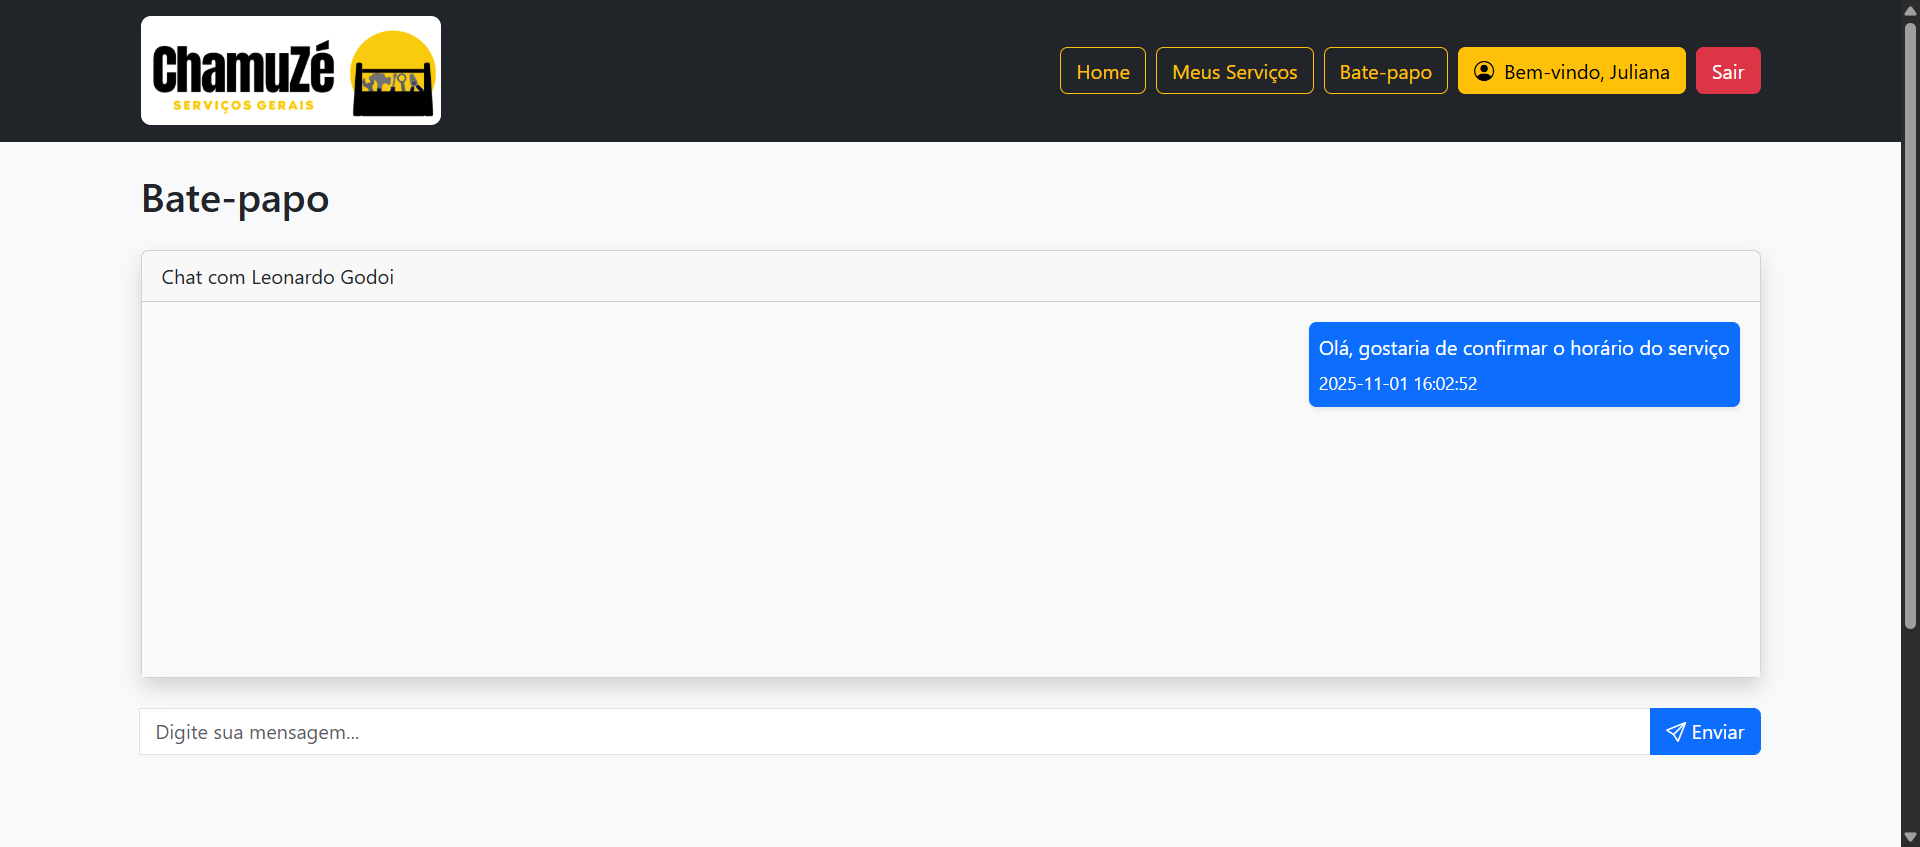 ChamuZé
SERVIÇOS GERAIS
Home
Meus Serviços
Bate-papo
Bem-vindo, Juliana
Sair
Bate-papo
Chat com Leonardo Godoi
Olá, gostaria de confirmar o horário do serviço
2025-11-01 16:02:52
Digite sua mensagem...
Enviar